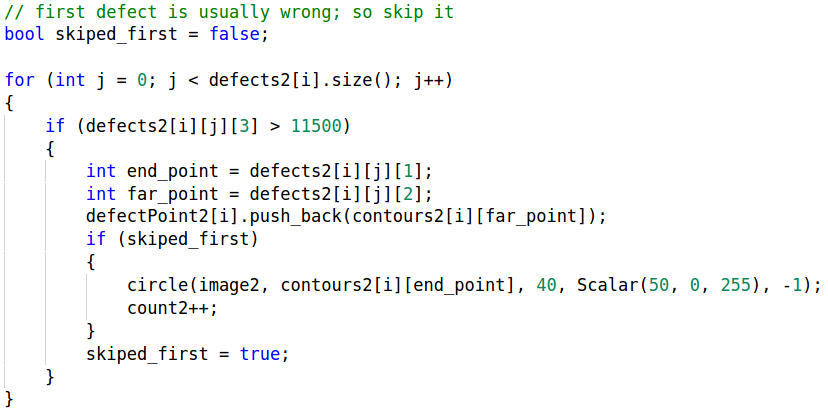 // first defect is usually wrong; so skip it
bool skiped_first = false;

for (int j = 0; j < defects2[i].size(); j++)
{
    if (defects2[i][j][3] > 11500)
    {
        int end_point = defects2[i][j][1];
        int far_point = defects2[i][j][2];
        defectPoint2[i].push_back(contours2[i][far_point]);
        if (skiped_first)
        {
            circle(image2, contours2[i][end_point], 40, Scalar(50, 0, 255), -1);
            count2++;
        }
        skiped_first = true;
    }
}